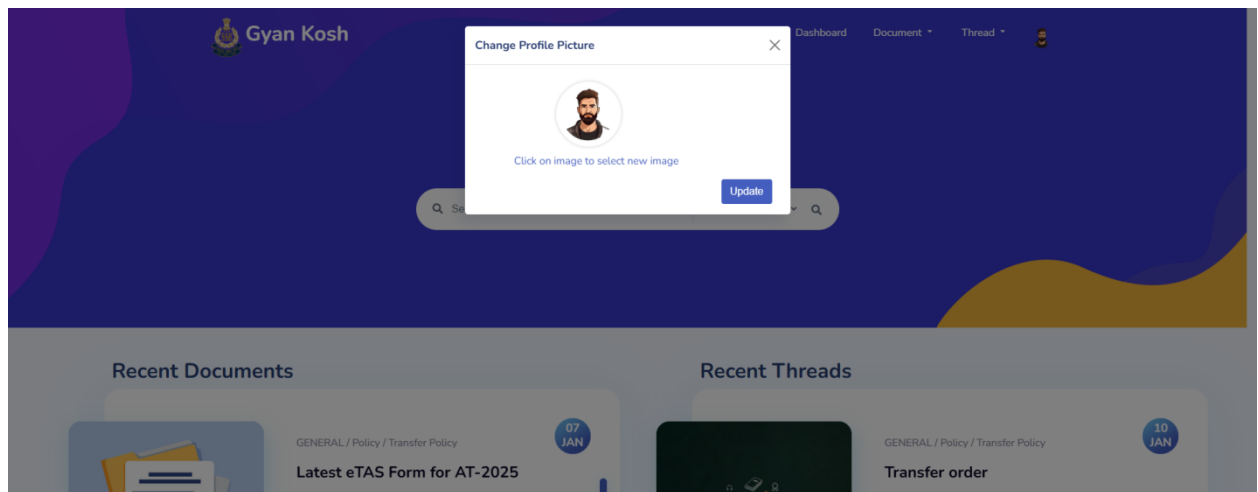 Gyan Kosh
Dashboard
Document
Thread
Change Profile Picture
Click on image to select new image
Update
Se
Recent Documents
GENERAL / Policy / Transfer Policy
07
JAN
Latest eTAS Form for AT-2025
Recent Threads
GENERAL / Policy / Transfer Policy
10
JAN
Transfer order